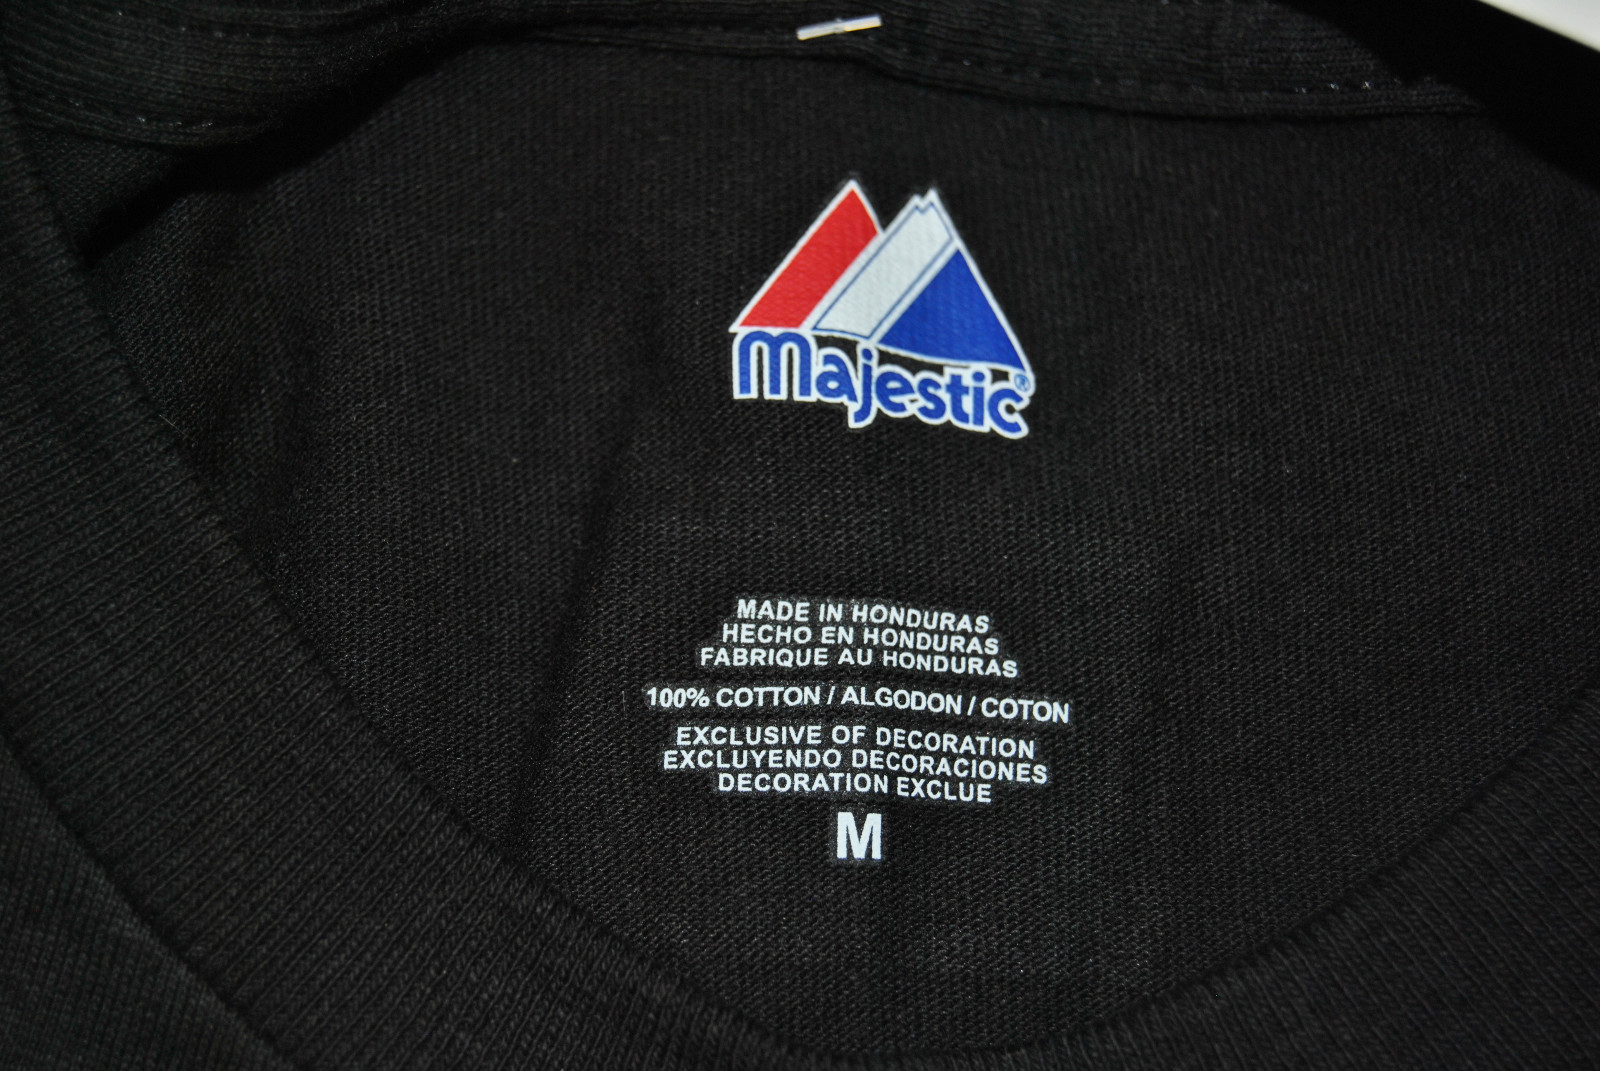 Majestic®
MADE IN HONDURAS
HECHO EN HONDURAS
FABRIQUE AU HONDURAS
100% COTTON / ALGODON / COTON
EXCLUSIVE OF DECORATION
EXCLUYENDO DECORACIONES
DECORATION EXCLUE
M